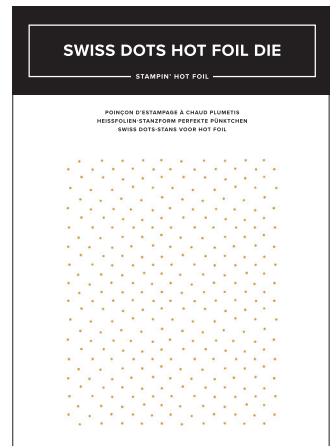 SWISS DOTS HOT FOIL DIE
STAMPIN' HOT FOIL
POINÇON D'ESTAMPAGE À CHAUD PLUMETIS
HEISSFOLIEN-STANZFORM PERFEKTE PÜNKTCHEN
SWISS DOTS-STANS VOOR HOT FOIL